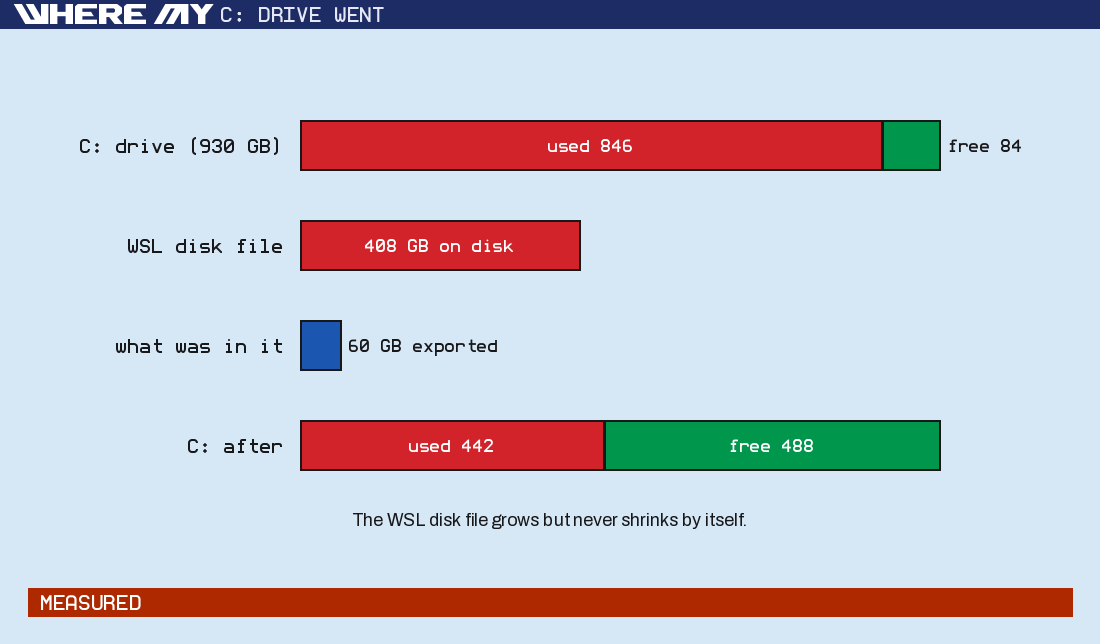 WHERE MY C: DRIVE WENT
C: drive (930 GB)
used 846
free 84
WSL disk file
408 GB on disk
what was in it
60 GB exported
C: after
used 442
free 488
The WSL disk file grows but never shrinks by itself.
MEASURED